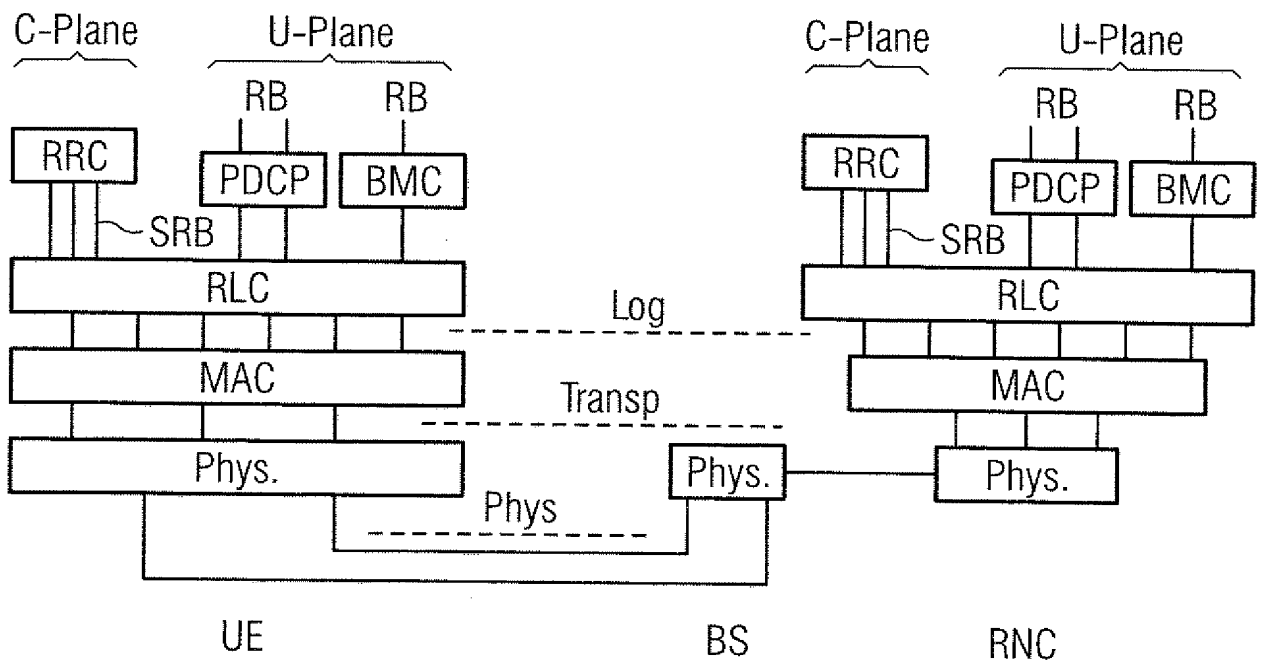 C-Plane U-Plane
RB RB
RRC PDCP BMC
SRB
RLC
MAC
Phys.
UE
Log
Transp
Phys
Phys.
BS
C-Plane U-Plane
RB RB
RRC PDCP BMC
SRB
RLC
MAC
Phys.
RNC